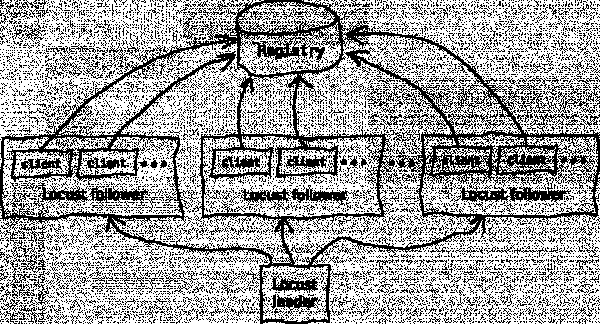 Registry
client client •••
Locust follower
client client •••
Locust follower
•••
client client •••
Locust follower
Locust
leader